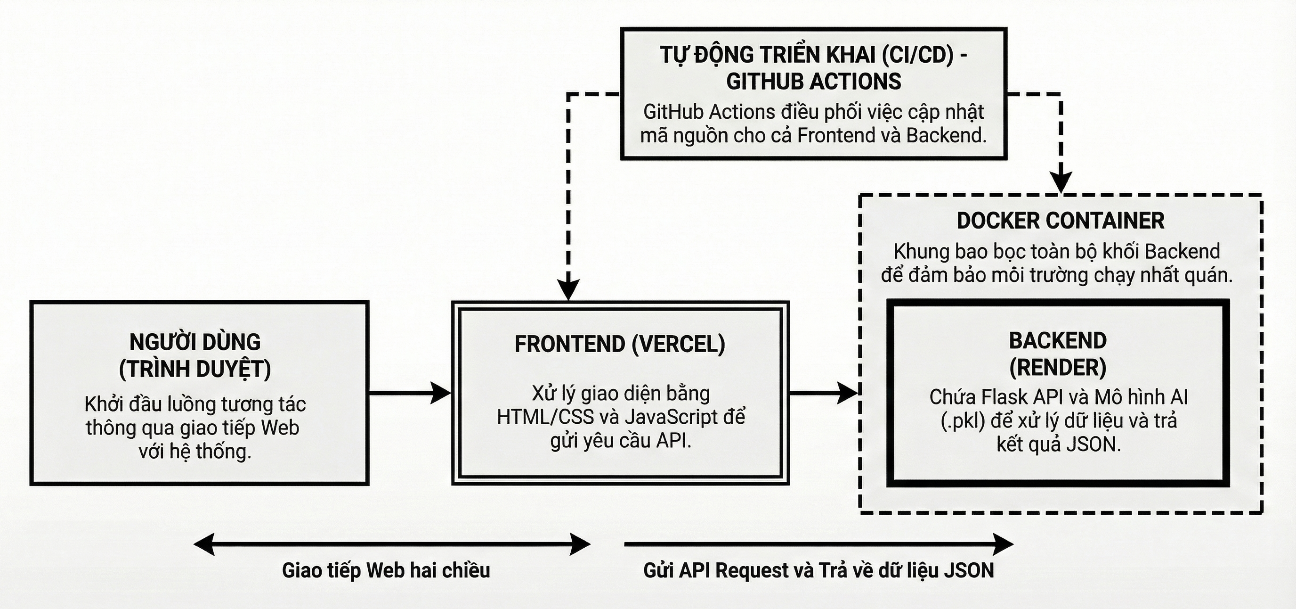 TỰ ĐỘNG TRIỂN KHAI (CI/CD) -
GITHUB ACTIONS
GitHub Actions điều phối việc cập nhật
mã nguồn cho cả Frontend và Backend.
DOCKER CONTAINER
Khung bao bọc toàn bộ khối Backend
để đảm bảo môi trường chạy nhất quán.
NGƯỜI DÙNG
(TRÌNH DUYỆT)
Khởi đầu luồng tương tác
thông qua giao tiếp Web
với hệ thống.
FRONTEND (VERCEL)
Xử lý giao diện bằng
HTML/CSS và JavaScript để
gửi yêu cầu API.
BACKEND
(RENDER)
Chứa Flask API và Mô hình AI
(.pkl) để xử lý dữ liệu và trả
kết quả JSON.
Giao tiếp Web hai chiều
Gửi API Request và Trả về dữ liệu JSON